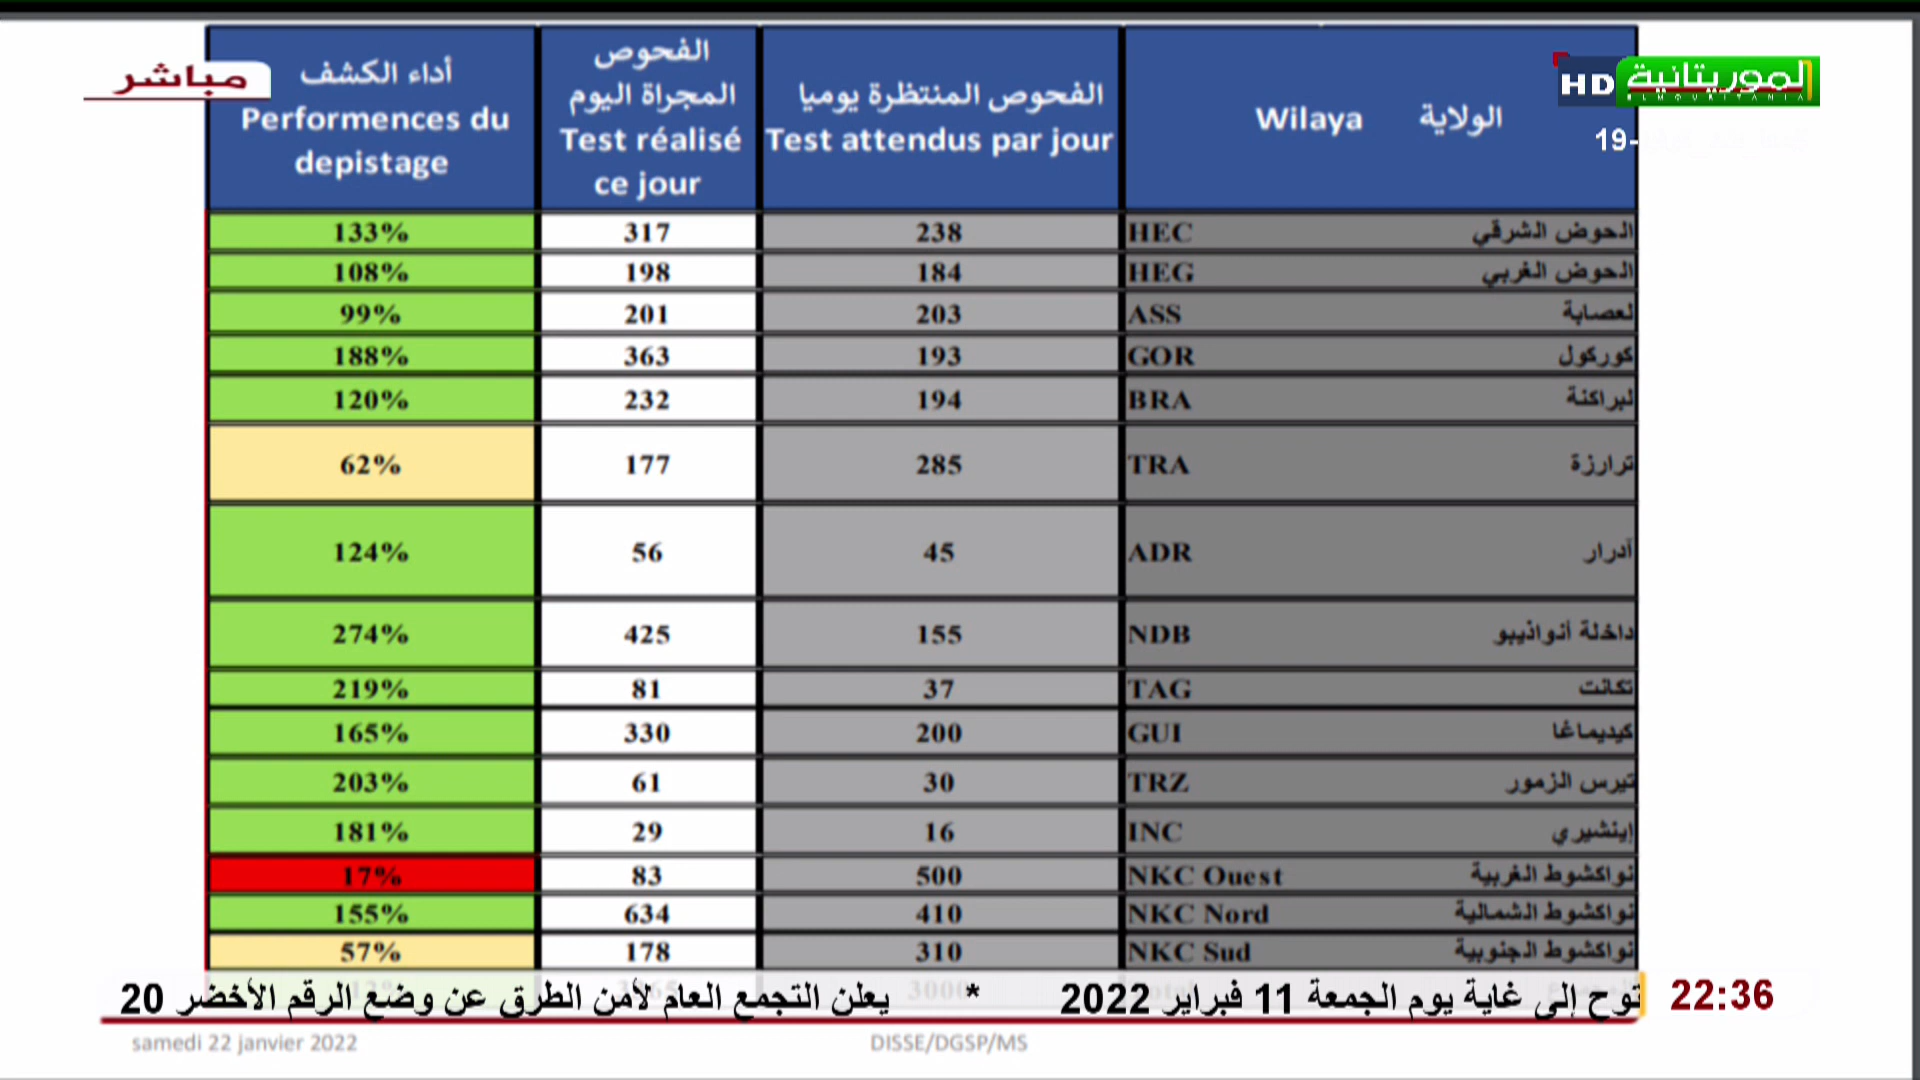 مباشر
HD الموريتانية
ELMOURITANIA
19-
أداء الكشف
Performences du
depistage
الفحوص
المجراة اليوم
Test réalisé
ce jour
الفحوص المنتظرة يوميا
Test attendus par jour
Wilaya الولاية
133% 317 238 HEC الحوض الشرقي
108% 198 184 HEG الحوض الغربي
99% 201 203 ASS لعصابة
188% 363 193 GOR كوركول
120% 232 194 BRA لبراكنة
62% 177 285 TRA ترارزة
124% 56 45 ADR آدرار
274% 425 155 NDB داخلة أنواذيبو
219% 81 37 TAG تكانت
165% 330 200 GUI كيديماغا
203% 61 30 TRZ تيرس الزمور
181% 29 16 INC إينشيري
17% 83 500 NKC Ouest نواكشوط الغربية
155% 634 410 NKC Nord نواكشوط الشمالية
57% 178 310 NKC Sud نواكشوط الجنوبية
توح إلى غاية يوم الجمعة 11 فبراير 2022 * يعلن التجمع العام لأمن الطرق عن وضع الرقم الأخضر 20
22:36
samedi 22 janvier 2022
DISSE/DGSP/MS